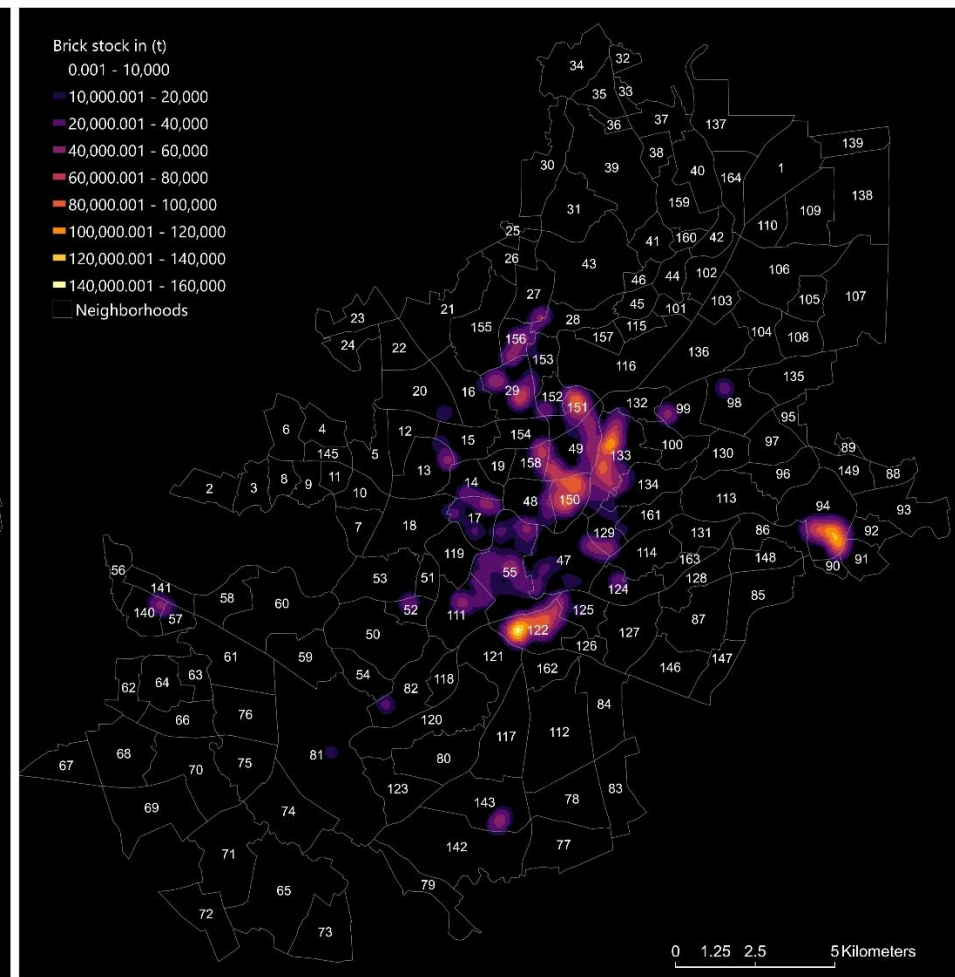 Brick stock in (t)
0.001 - 10,000
10,000.001 - 20,000
20,000.001 - 40,000
40,000.001 - 60,000
60,000.001 - 80,000
80,000.001 - 100,000
100,000.001 - 120,000
120,000.001 - 140,000
140,000.001 - 160,000
Neighborhoods
34 32
35 33
36 37 137
139
30 39 38 40 164 1
138
31 159 109
110
25 41 160 42
26 43 106
46 44 102
27 105 107
21 45 101 103
23 155 28 115
24 22 156 157 104 108
153 116 136
135
20 16 29 152 151 132 99 98
95
6 4 12 15 154 49 133 100 130 97 89
145 5 158
2 3 8 9 11 10 13 19 134 96 149 88
14 150 113 94 93
48
7 18 17 161
129 131 86 92
119 114 163 148 90 91
56 53 51 55 47
141 58 60 124 128 85
140 57 52 111 125 87
50 122 127
61 59 121 126 147
62 64 63 54 82 118 162 146
66 76 120 84
67 68 70 75 81 80 117 112
69 74 123 143 78 83
71 142 77
65 79
72 73
0 1.25 2.5 5 Kilometers